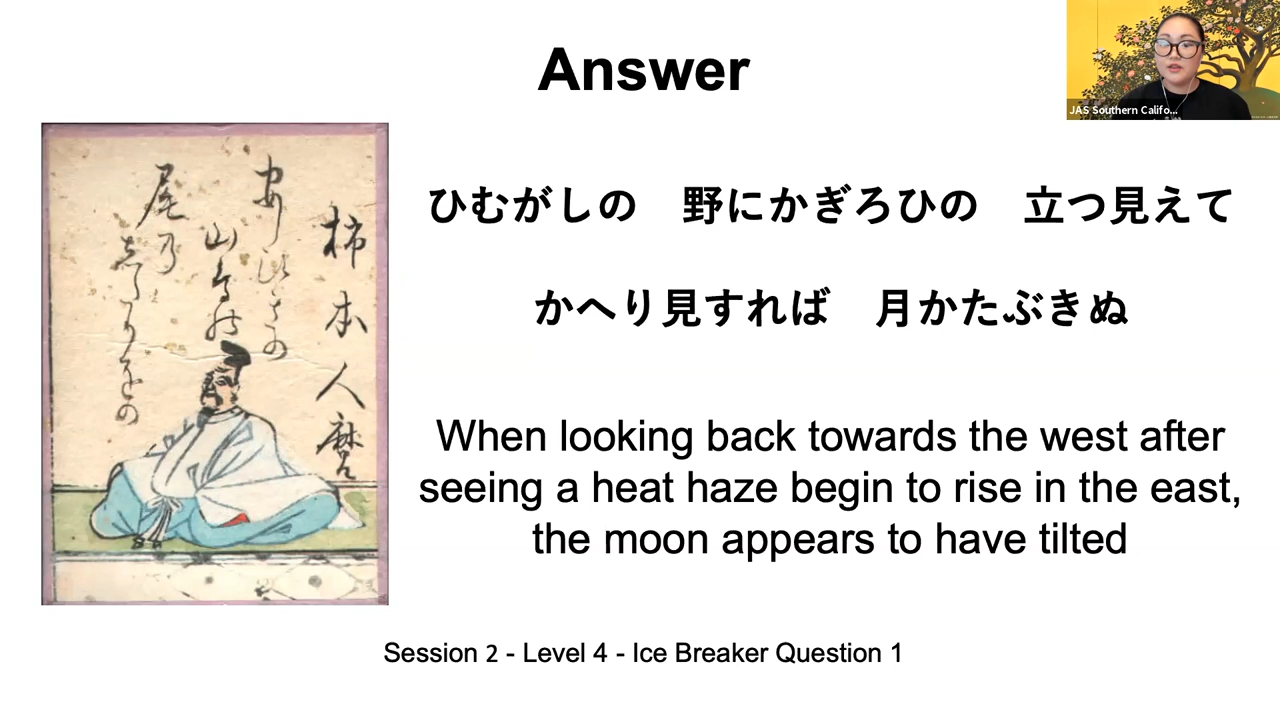 Answer
JAS Southern Califo...
柿本人麿
ひむがしの　野にかぎろひの　立つ見えて
かへり見すれば　月かたぶきぬ
When looking back towards the west after
seeing a heat haze begin to rise in the east,
the moon appears to have tilted
Session 2 - Level 4 - Ice Breaker Question 1